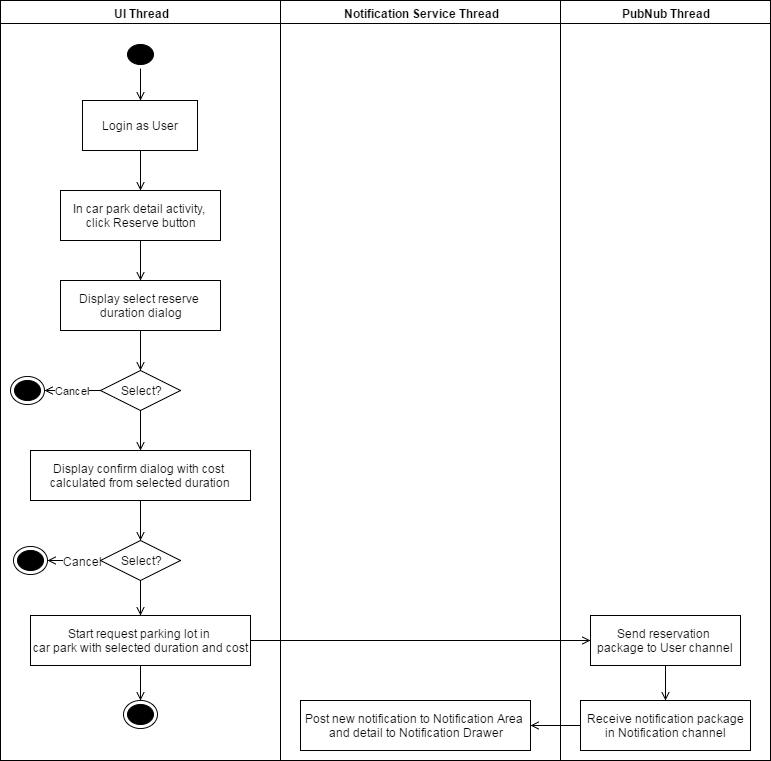 UI Thread
Notification Service Thread
PubNub Thread
Login as User
In car park detail activity,
click Reserve button
Display select reserve
duration dialog
Cancel
Select?
Display confirm dialog with cost
calculated from selected duration
Cancel
Select?
Start request parking lot in
car park with selected duration and cost
Send reservation
package to User channel
Post new notification to Notification Area
and detail to Notification Drawer
Receive notification package
in Notification channel